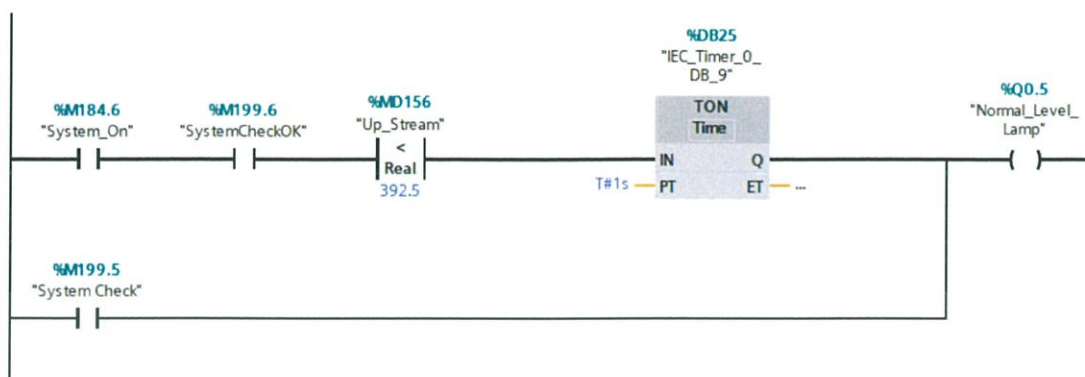 %DB25
"IEC_Timer_0_
DB_9"
%M184.6
"System_On"
%M199.6
"SystemCheckOK"
%MD156
"Up_Stream"
<
Real
392.5
TON
Time
IN
Q
T#1s
PT
ET
...
%Q0.5
"Normal_Level_
Lamp"
%M199.5
"System Check"